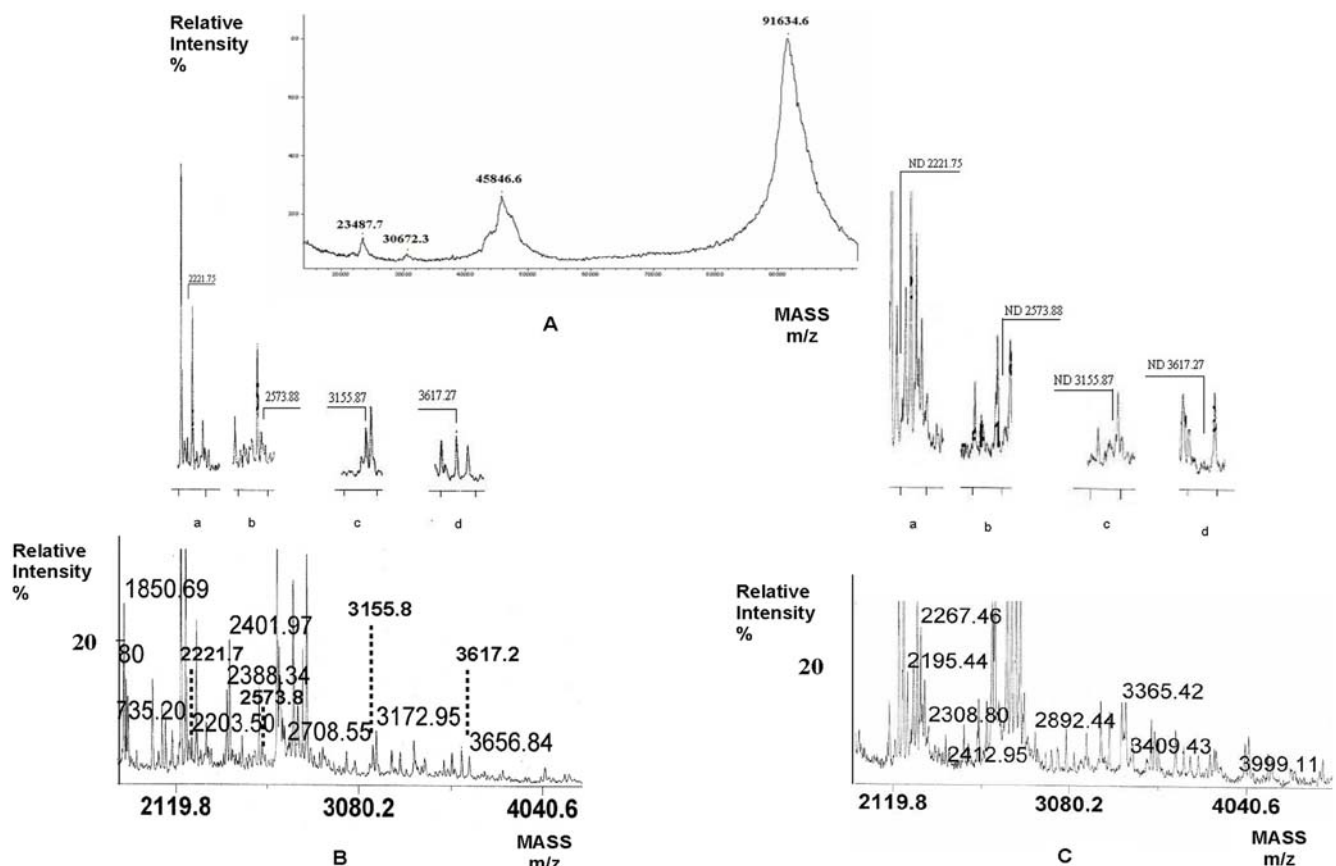 Relative
Intensity
%
91634.6
45846.6
23487.7
30672.3
MASS
m/z
A
2221.75
2573.88
3155.87
3617.27
a
b
c
d
ND 2221.75
ND 2573.88
ND 3155.87
ND 3617.27
a
b
c
d
Relative
Intensity
%
20
1850.69
80
2221.7
2401.97
2388.34
2573.8
735.20
2203.50
2708.55
3155.8
3172.95
3617.2
3656.84
2119.8
3080.2
4040.6
MASS
m/z
B
Relative
Intensity
%
20
2267.46
2195.44
2308.80
2412.95
2892.44
3365.42
3409.43
3999.11
2119.8
3080.2
4040.6
MASS
m/z
C